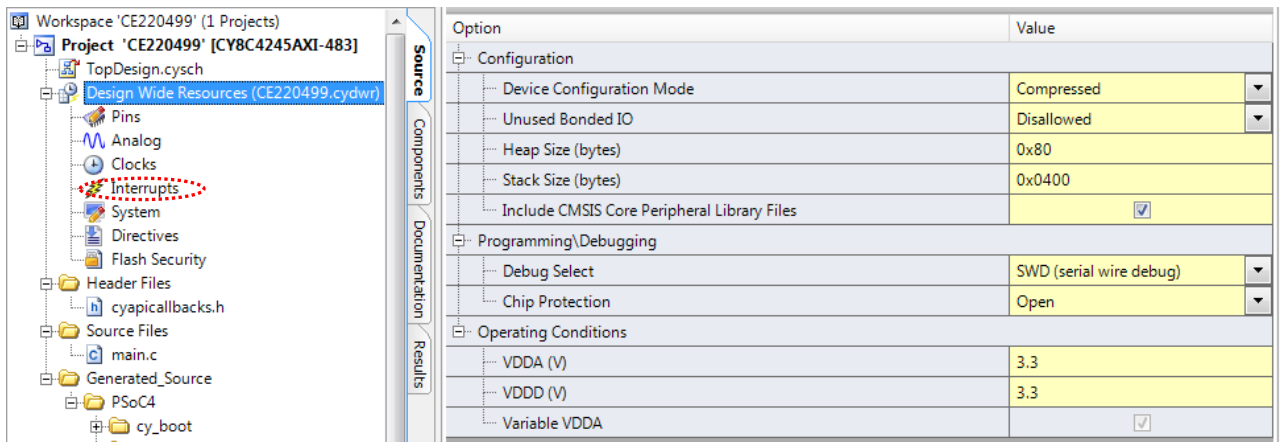 Workspace 'CE220499' (1 Projects)
Project 'CE220499' [CY8C4245AXI-483]
TopDesign.cysch
Design Wide Resources (CE220499.cydwr)
Pins
Analog
Clocks
Interrupts
System
Directives
Flash Security
Header Files
h cyapicallbacks.h
Source Files
c main.c
Generated_Source
PSoC4
cy_boot
Source
Components
Documentation
Results
Option Value
Configuration
Device Configuration Mode Compressed
Unused Bonded IO Disallowed
Heap Size (bytes) 0x80
Stack Size (bytes) 0x0400
Include CMSIS Core Peripheral Library Files
Programming\Debugging
Debug Select SWD (serial wire debug)
Chip Protection Open
Operating Conditions
VDDA (V) 3.3
VDDD (V) 3.3
Variable VDDA